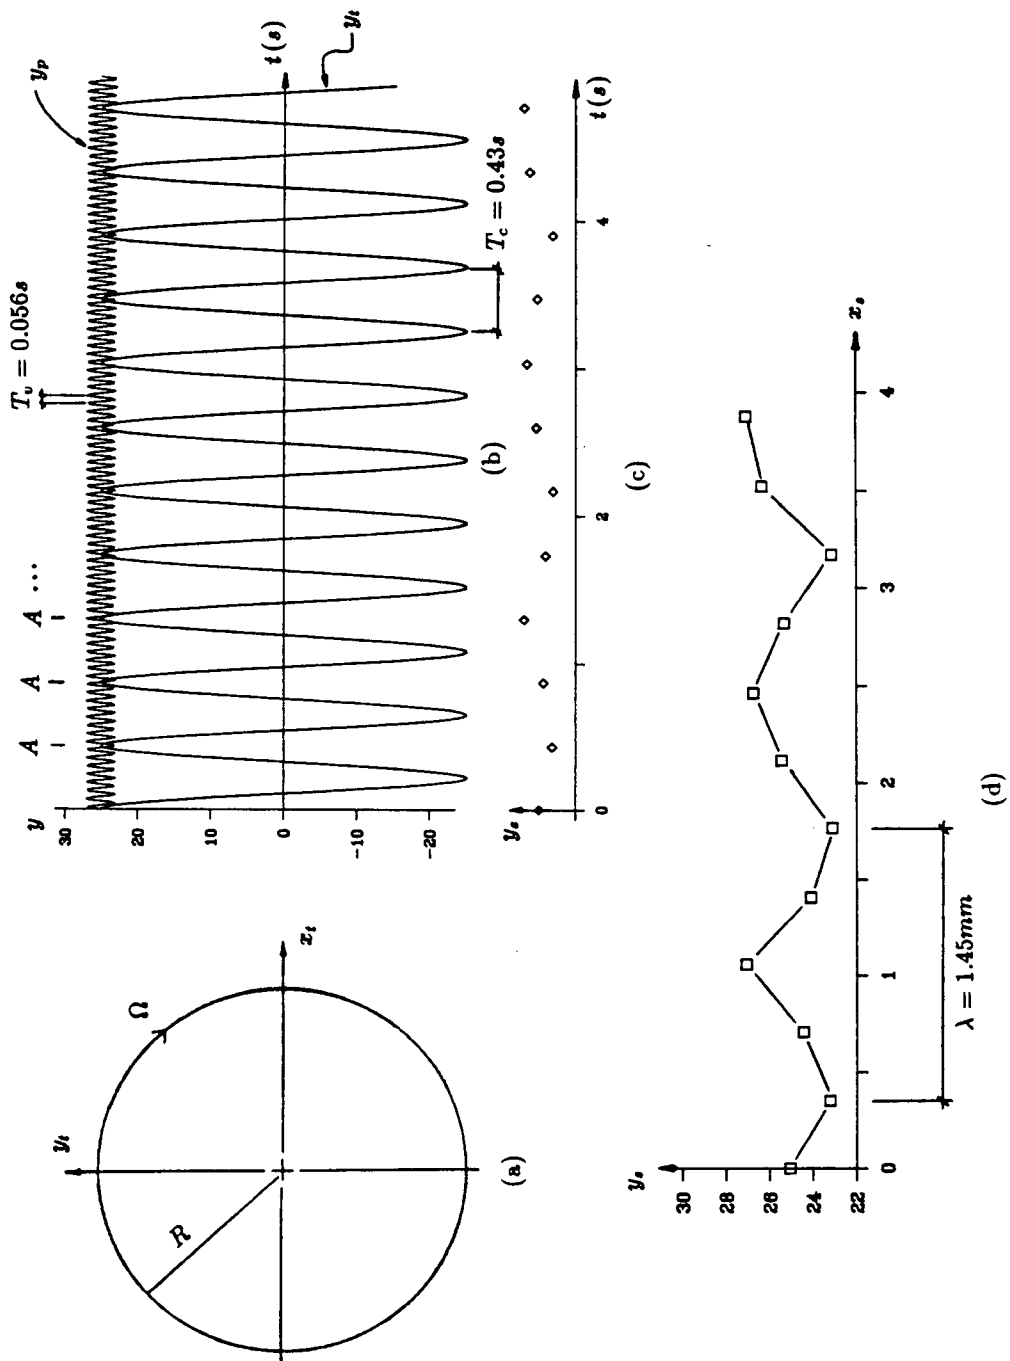 y_t
Ω
x_t
R
(a)
y
30
20
10
0
-10
-20
A
A
A ...
T_v = 0.056s
y_p
t(s)
y_t
T_c = 0.43s
(b)
y_s
0
2
4
t(s)
(c)
y_s
30
28
26
24
22
0
1
2
3
4
x_s
λ = 1.45mm
(d)